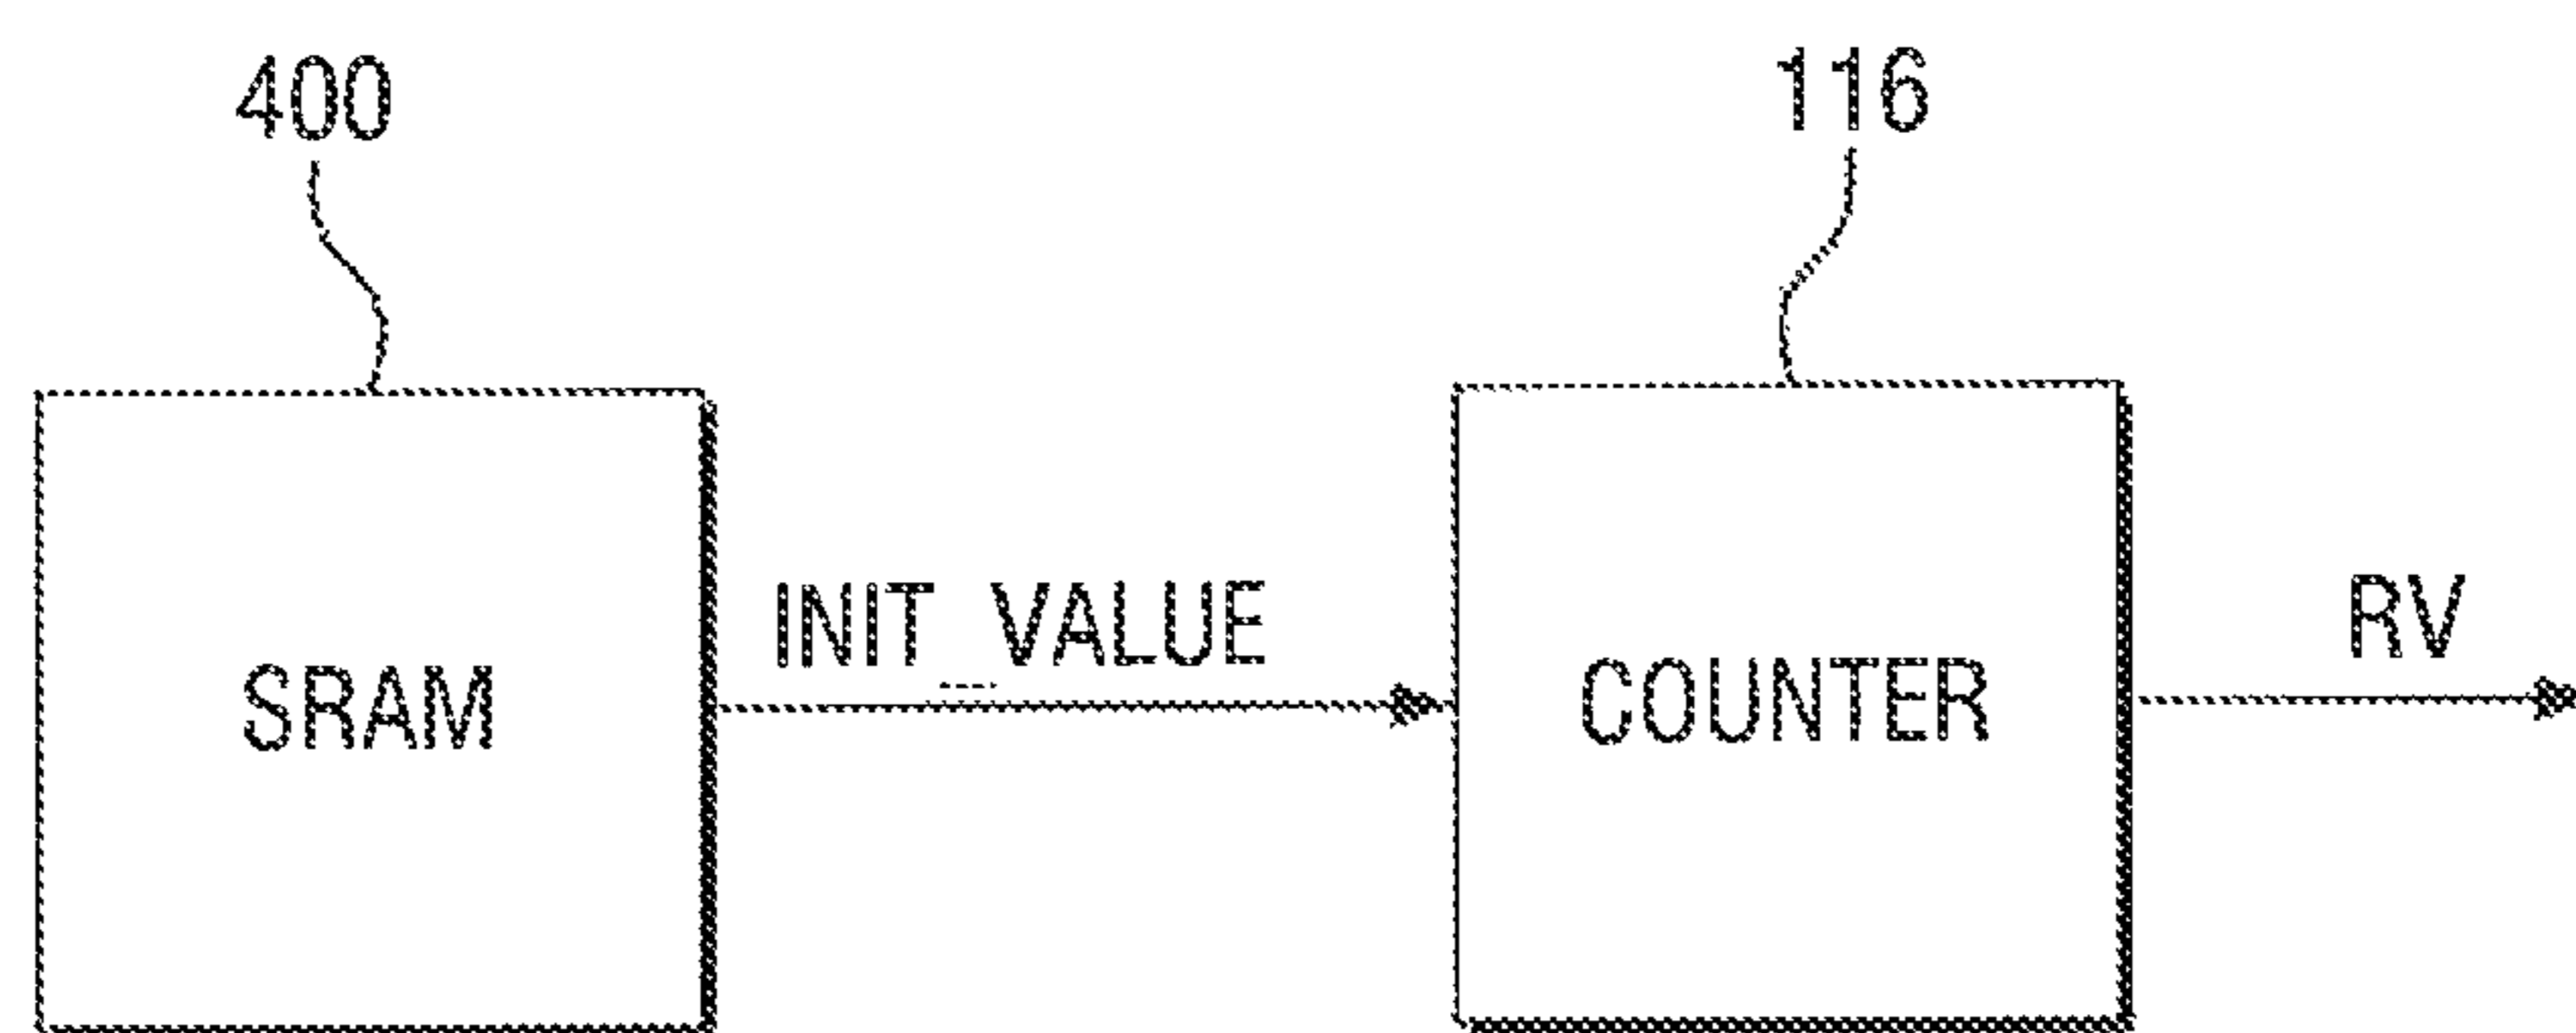 400
116
SRAM
INIT_VALUE
COUNTER
RV